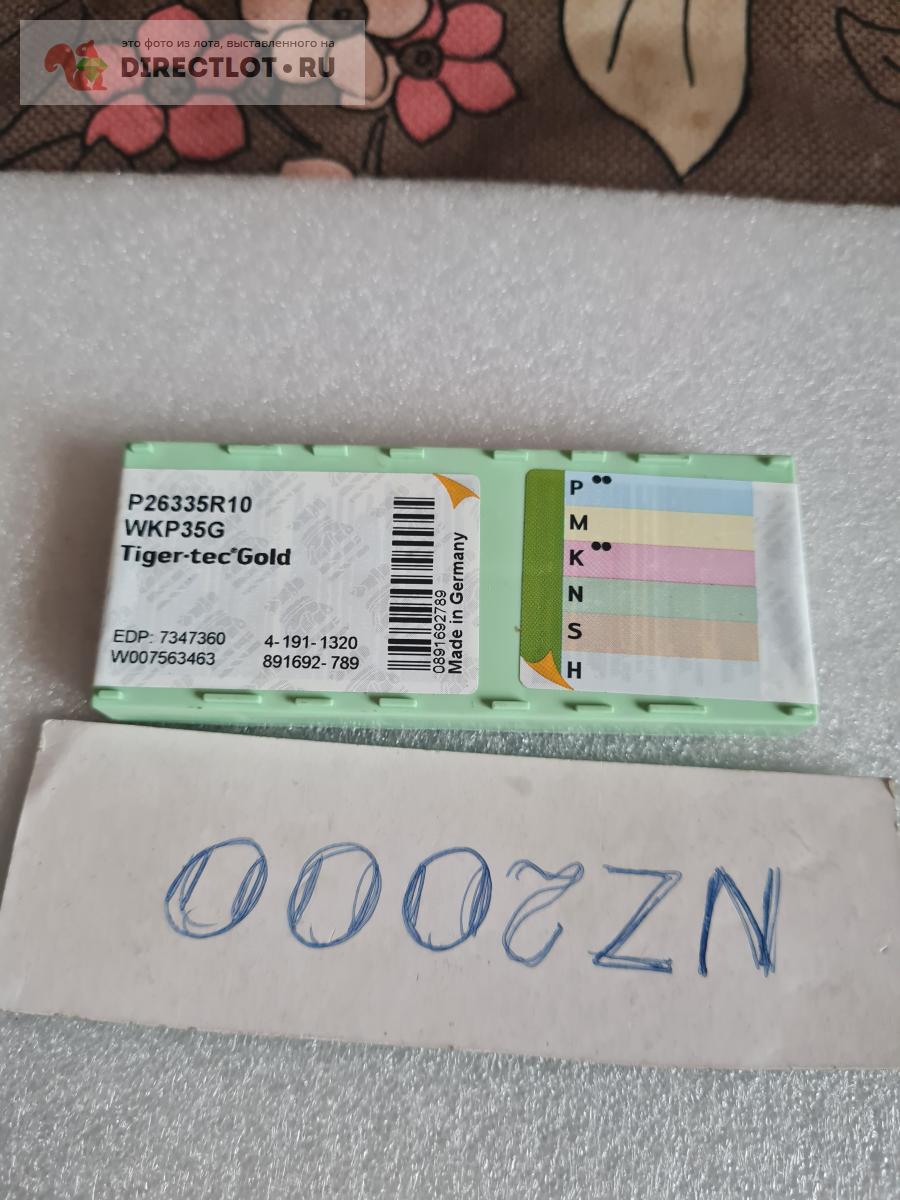 это фото из лота, выставленного на
DIRECTLOT.RU
P26335R10
WKP35G
Tiger·tec®Gold
EDP: 7347360 4-191-1320
W007563463 891692-789
0891692789
Made in Germany
P
M
K
N
S
H
NZ2000